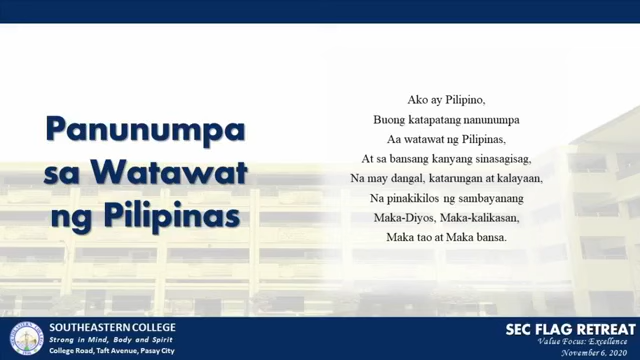 Panunumpa
sa Watawat
ng Pilipinas
Ako ay Pilipino,
Buong katapatang nanunumpa
Aa watawat ng Pilipinas,
At sa bansang kanyang sinasagisag,
Na may dangal, katarungan at kalayaan,
Na pinakikilos ng sambayanang
Maka-Diyos, Maka-kalikasan,
Maka tao at Maka bansa.
SOUTHEASTERN COLLEGE
Strong in Mind, Body and Spirit
College Road, Taft Avenue, Pasay City
SEC FLAG RETREAT
Value Focus: Excellence
November 6, 2020